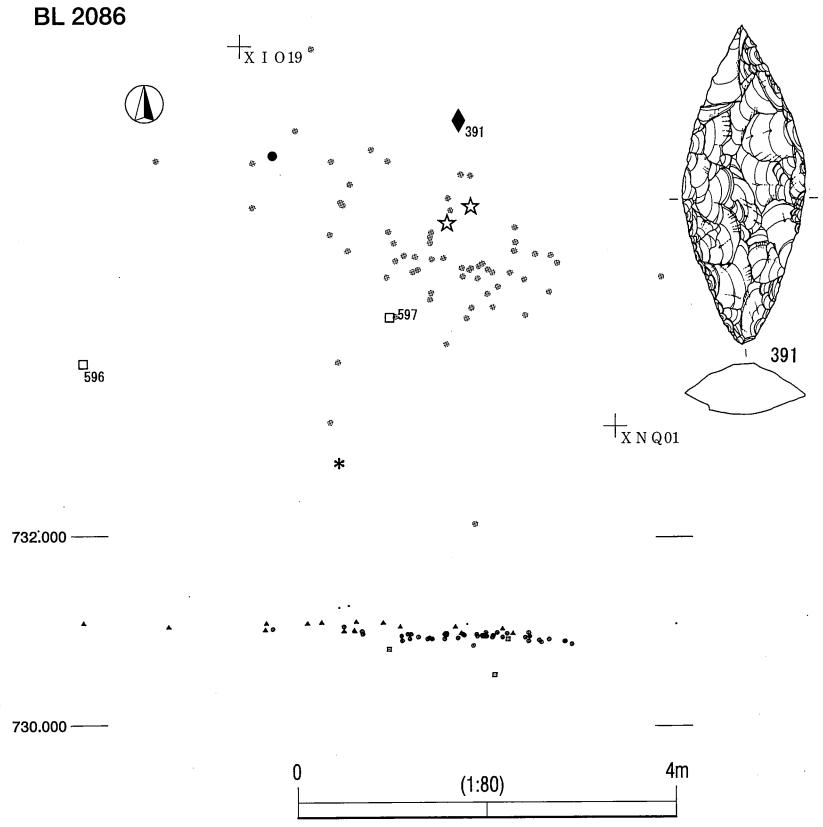 BL 2086
X I O19
391
597
596
391
X N Q01
732.000
730.000
0 (1:80) 4m